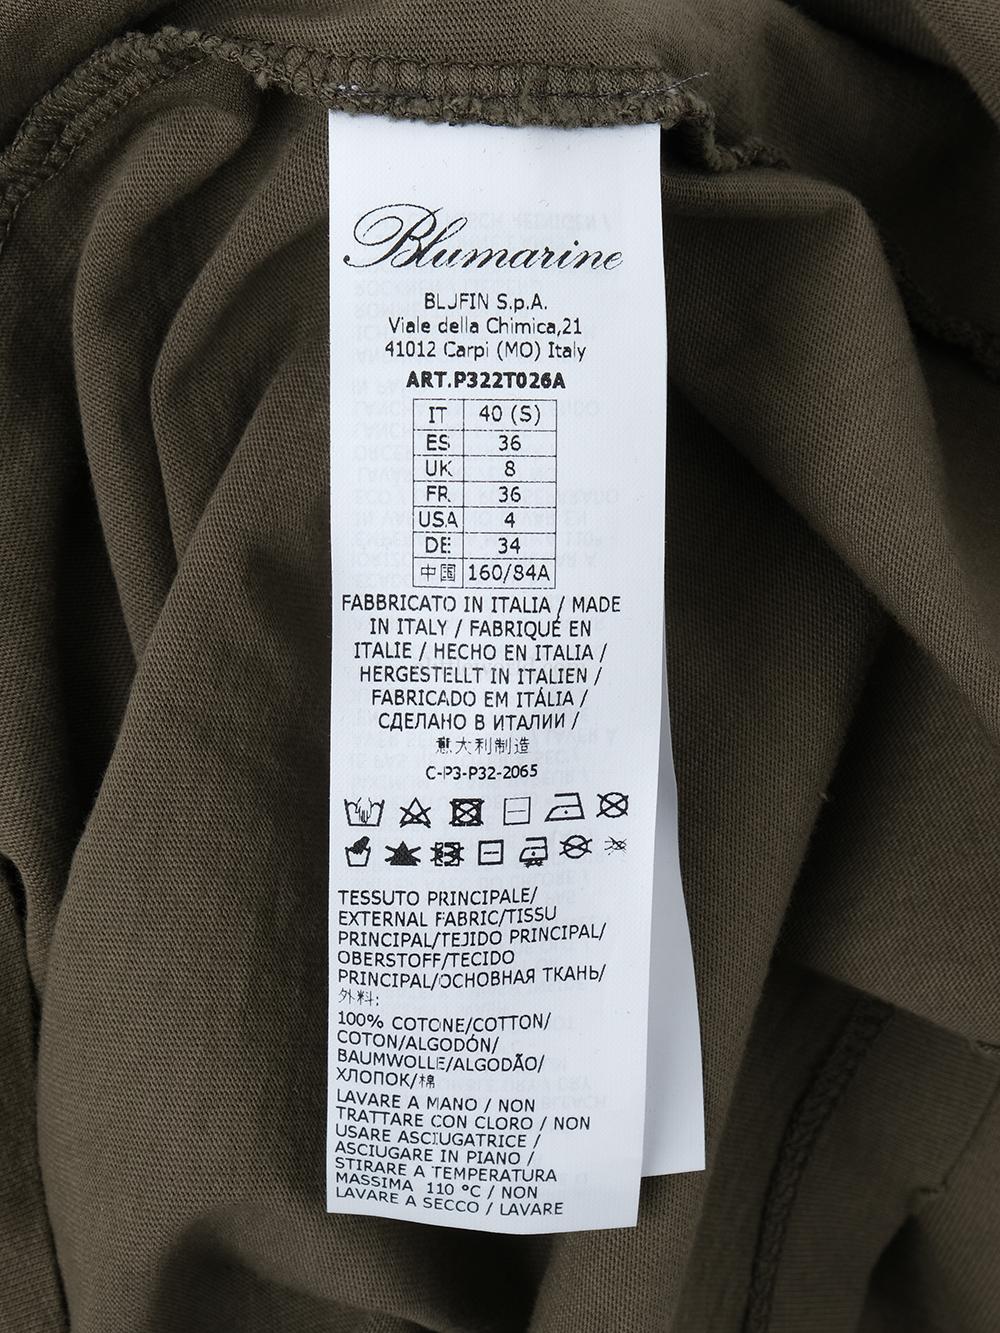 Blumarine
BLUFIN S.p.A.
Viale della Chimica,21
41012 Carpi (MO) Italy
ART.P322T026A
IT 40 (S)
ES 36
UK 8
FR 36
USA 4
DE 34
中国 160/84A
FABBRICATO IN ITALIA / MADE
IN ITALY / FABRIQUÉ EN
ITALIE / HECHO EN ITALIA /
HERGESTELLT IN ITALIEN /
FABRICADO EM ITÁLIA /
СДЕЛАНО В ИТАЛИИ /
意大利制造
C-P3-P32-2065
TESSUTO PRINCIPALE/
EXTERNAL FABRIC/TISSU
PRINCIPAL/TEJIDO PRINCIPAL/
OBERSTOFF/TECIDO
PRINCIPAL/ОСНОВНАЯ ТКАНЬ/
外料:
100% COTONE/COTTON/
COTON/ALGODÓN/
BAUMWOLLE/ALGODÃO/
ХЛОПОК/棉
LAVARE A MANO / NON
TRATTARE CON CLORO / NON
USARE ASCIUGATRICE /
ASCIUGARE IN PIANO /
STIRARE A TEMPERATURA
MASSIMA 110 °C / NON
LAVARE A SECCO / LAVARE